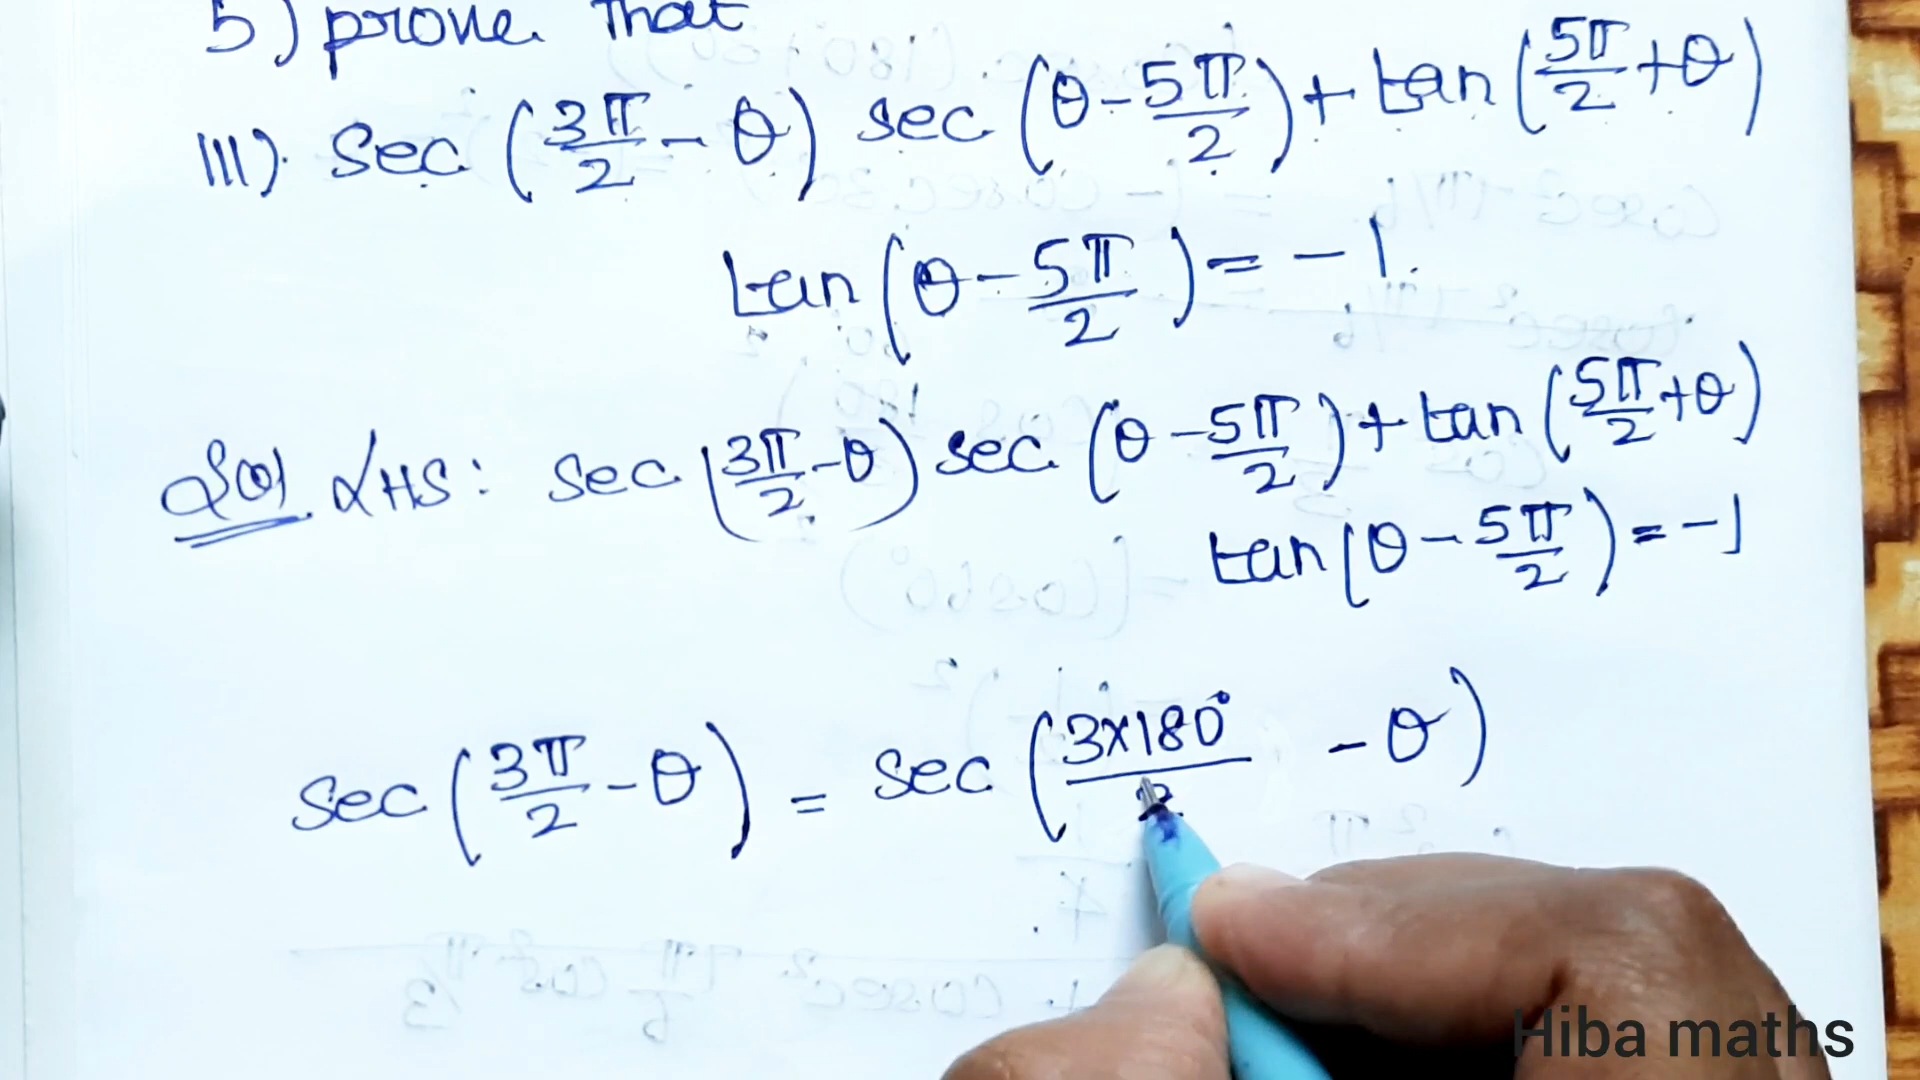 5) prove that
III). Sec (3π/2 - θ) sec (θ - 5π/2) + tan (5π/2 + θ)
tan (θ - 5π/2) = -1.
Sol LHS: sec (3π/2 - θ) sec (θ - 5π/2) + tan (5π/2 + θ)
tan (θ - 5π/2) = -1
sec (3π/2 - θ) = sec (3×180°/2 - θ)
Hiba maths